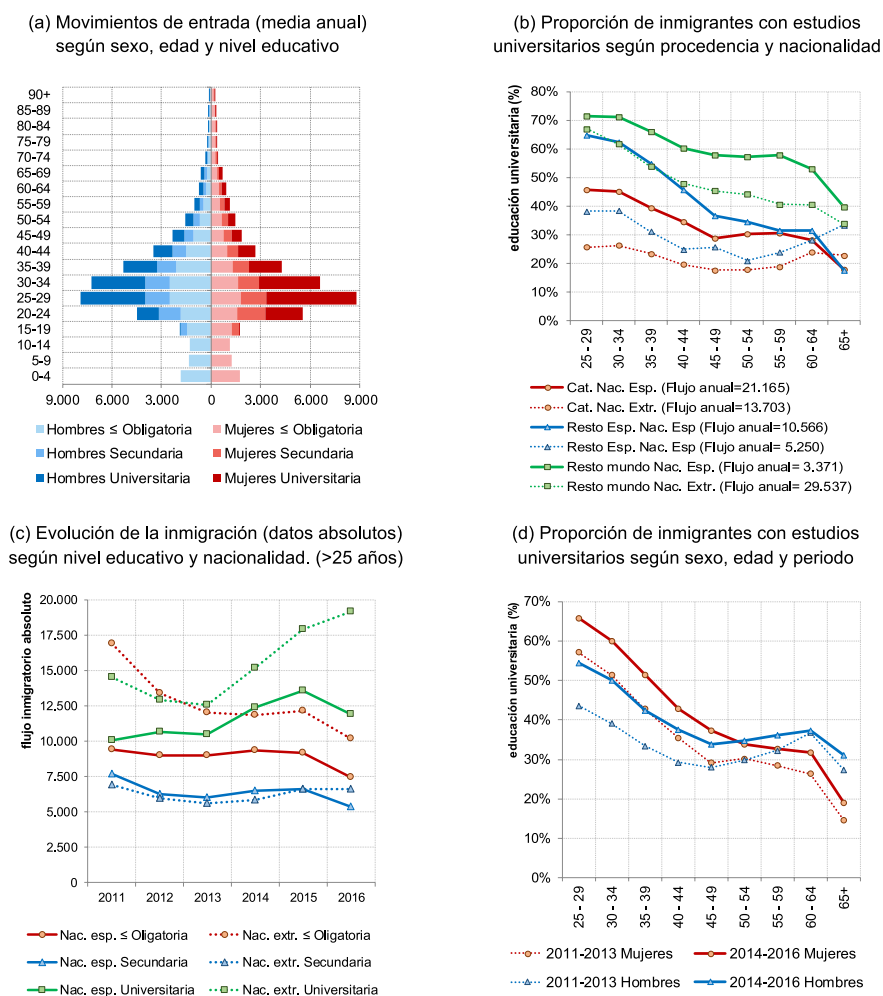 (a) Movimientos de entrada (media anual)
según sexo, edad y nivel educativo
90+
85-89
80-84
75-79
70-74
65-69
60-64
55-59
50-54
45-49
40-44
35-39
30-34
25-29
20-24
15-19
10-14
5-9
0-4
9.000 6.000 3.000 0 3.000 6.000 9.000
Hombres ≤ Obligatoria Mujeres ≤ Obligatoria
Hombres Secundaria Mujeres Secundaria
Hombres Universitaria Mujeres Universitaria
(b) Proporción de inmigrantes con estudios
universitarios según procedencia y nacionalidad
educación universitaria (%)
80%
70%
60%
50%
40%
30%
20%
10%
0%
25 - 29 30 - 34 35 - 39 40 - 44 45 - 49 50 - 54 55 - 59 60 - 64 65+
Cat. Nac. Esp. (Flujo anual=21.165)
Cat. Nac. Extr. (Flujo anual=13.703)
Resto Esp. Nac. Esp (Flujo anual=10.566)
Resto Esp. Nac. Esp (Flujo anual= 5.250)
Resto mundo Nac. Esp. (Flujo anual= 3.371)
Resto mundo Nac. Extr. (Flujo anual= 29.537)
(c) Evolución de la inmigración (datos absolutos)
según nivel educativo y nacionalidad. (>25 años)
flujo inmigratorio absoluto
20.000
17.500
15.000
12.500
10.000
7.500
5.000
2.500
0
2011 2012 2013 2014 2015 2016
Nac. esp. ≤ Oligatoria Nac. extr. ≤ Obligatoria
Nac. esp. Secundaria Nac. extr. Secundaria
Nac. esp. Universitaria Nac. extr. Universitaria
(d) Proporción de inmigrantes con estudios
universitarios según sexo, edad y periodo
educación universitaria (%)
70%
60%
50%
40%
30%
20%
10%
0%
25 - 29 30 - 34 35 - 39 40 - 44 45 - 49 50 - 54 55 - 59 60 - 64 65+
2011-2013 Mujeres 2014-2016 Mujeres
2011-2013 Hombres 2014-2016 Hombres